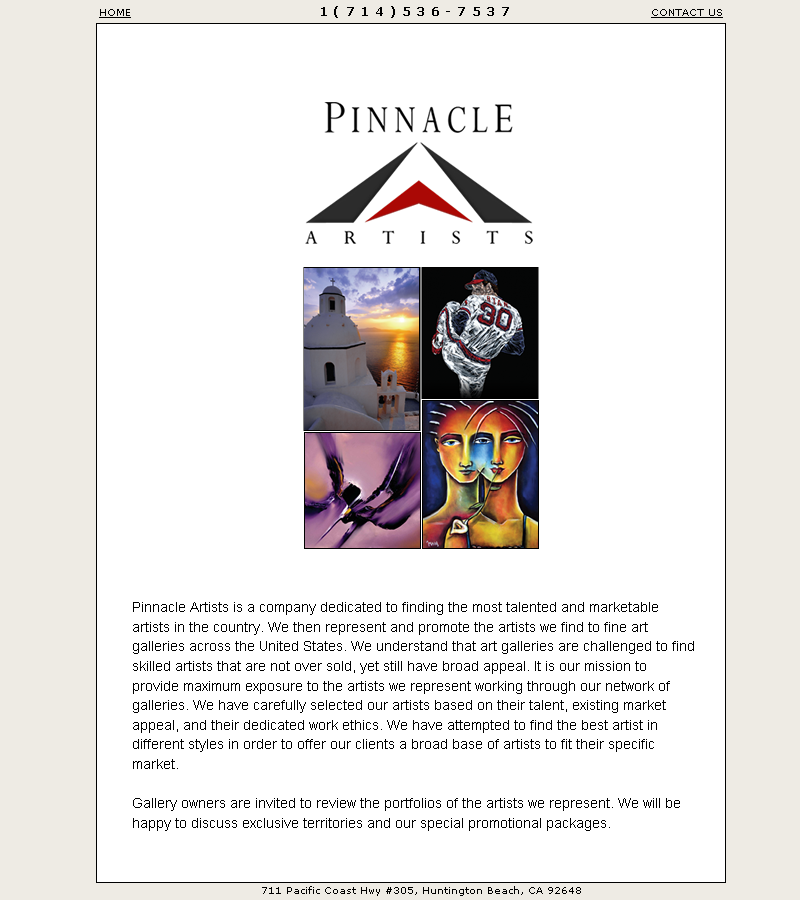 HOME
1(714)536-7537
CONTACT US
PINNACLE
ARTISTS
RYAN
30
Pinnacle Artists is a company dedicated to finding the most talented and marketable
artists in the country. We then represent and promote the artists we find to fine art
galleries across the United States. We understand that art galleries are challenged to find
skilled artists that are not over sold, yet still have broad appeal. It is our mission to
provide maximum exposure to the artists we represent working through our network of
galleries. We have carefully selected our artists based on their talent, existing market
appeal, and their dedicated work ethics. We have attempted to find the best artist in
different styles in order to offer our clients a broad base of artists to fit their specific
market.
Gallery owners are invited to review the portfolios of the artists we represent. We will be
happy to discuss exclusive territories and our special promotional packages.
711 Pacific Coast Hwy #305, Huntington Beach, CA 92648